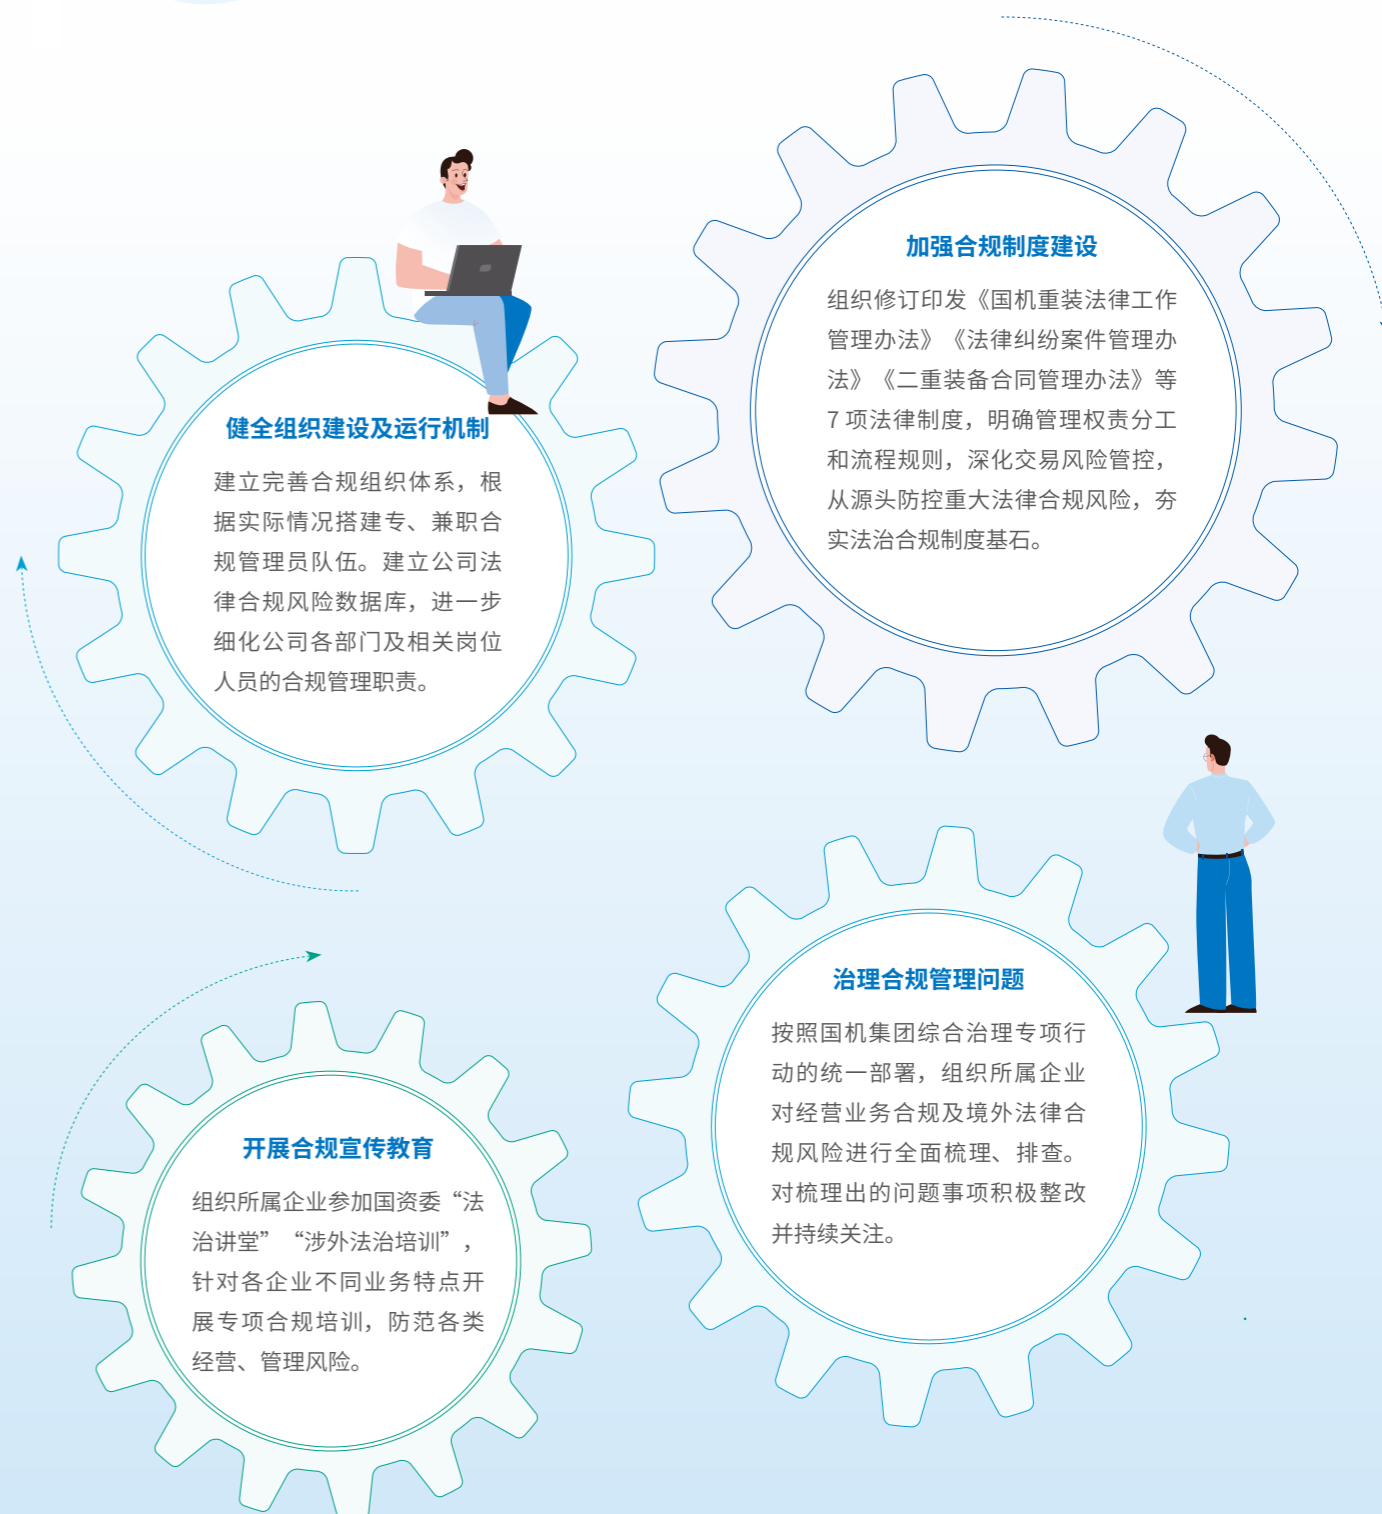 健全组织建设及运行机制
建立完善合规组织体系，根
据实际情况搭建专、兼职合
规管理员队伍。建立公司法
律合规风险数据库，进一步
细化公司各部门及相关岗位
人员的合规管理职责。
加强合规制度建设
组织修订印发《国机重装法律工作
管理办法》《法律纠纷案件管理办
法》《二重装备合同管理办法》等
7 项法律制度，明确管理权责分工
和流程规则，深化交易风险管控，
从源头防控重大法律合规风险，夯
实法治合规制度基石。
开展合规宣传教育
组织所属企业参加国资委“法
治讲堂”“涉外法治培训”，
针对各企业不同业务特点开
展专项合规培训，防范各类
经营、管理风险。
治理合规管理问题
按照国机集团综合治理专项行
动的统一部署，组织所属企业
对经营业务合规及境外法律合
规风险进行全面梳理、排查。
对梳理出的问题事项积极整改
并持续关注。